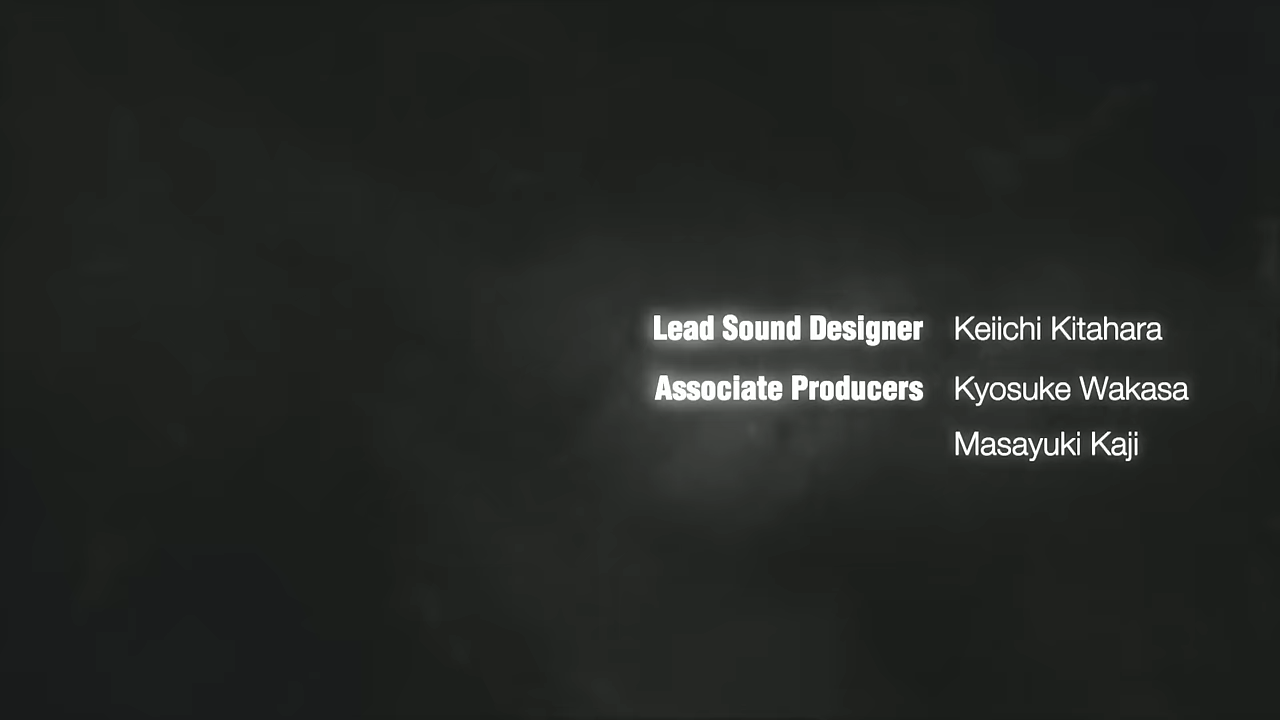 Lead Sound Designer Keiichi Kitahara
Associate Producers Kyosuke Wakasa
Masayuki Kaji